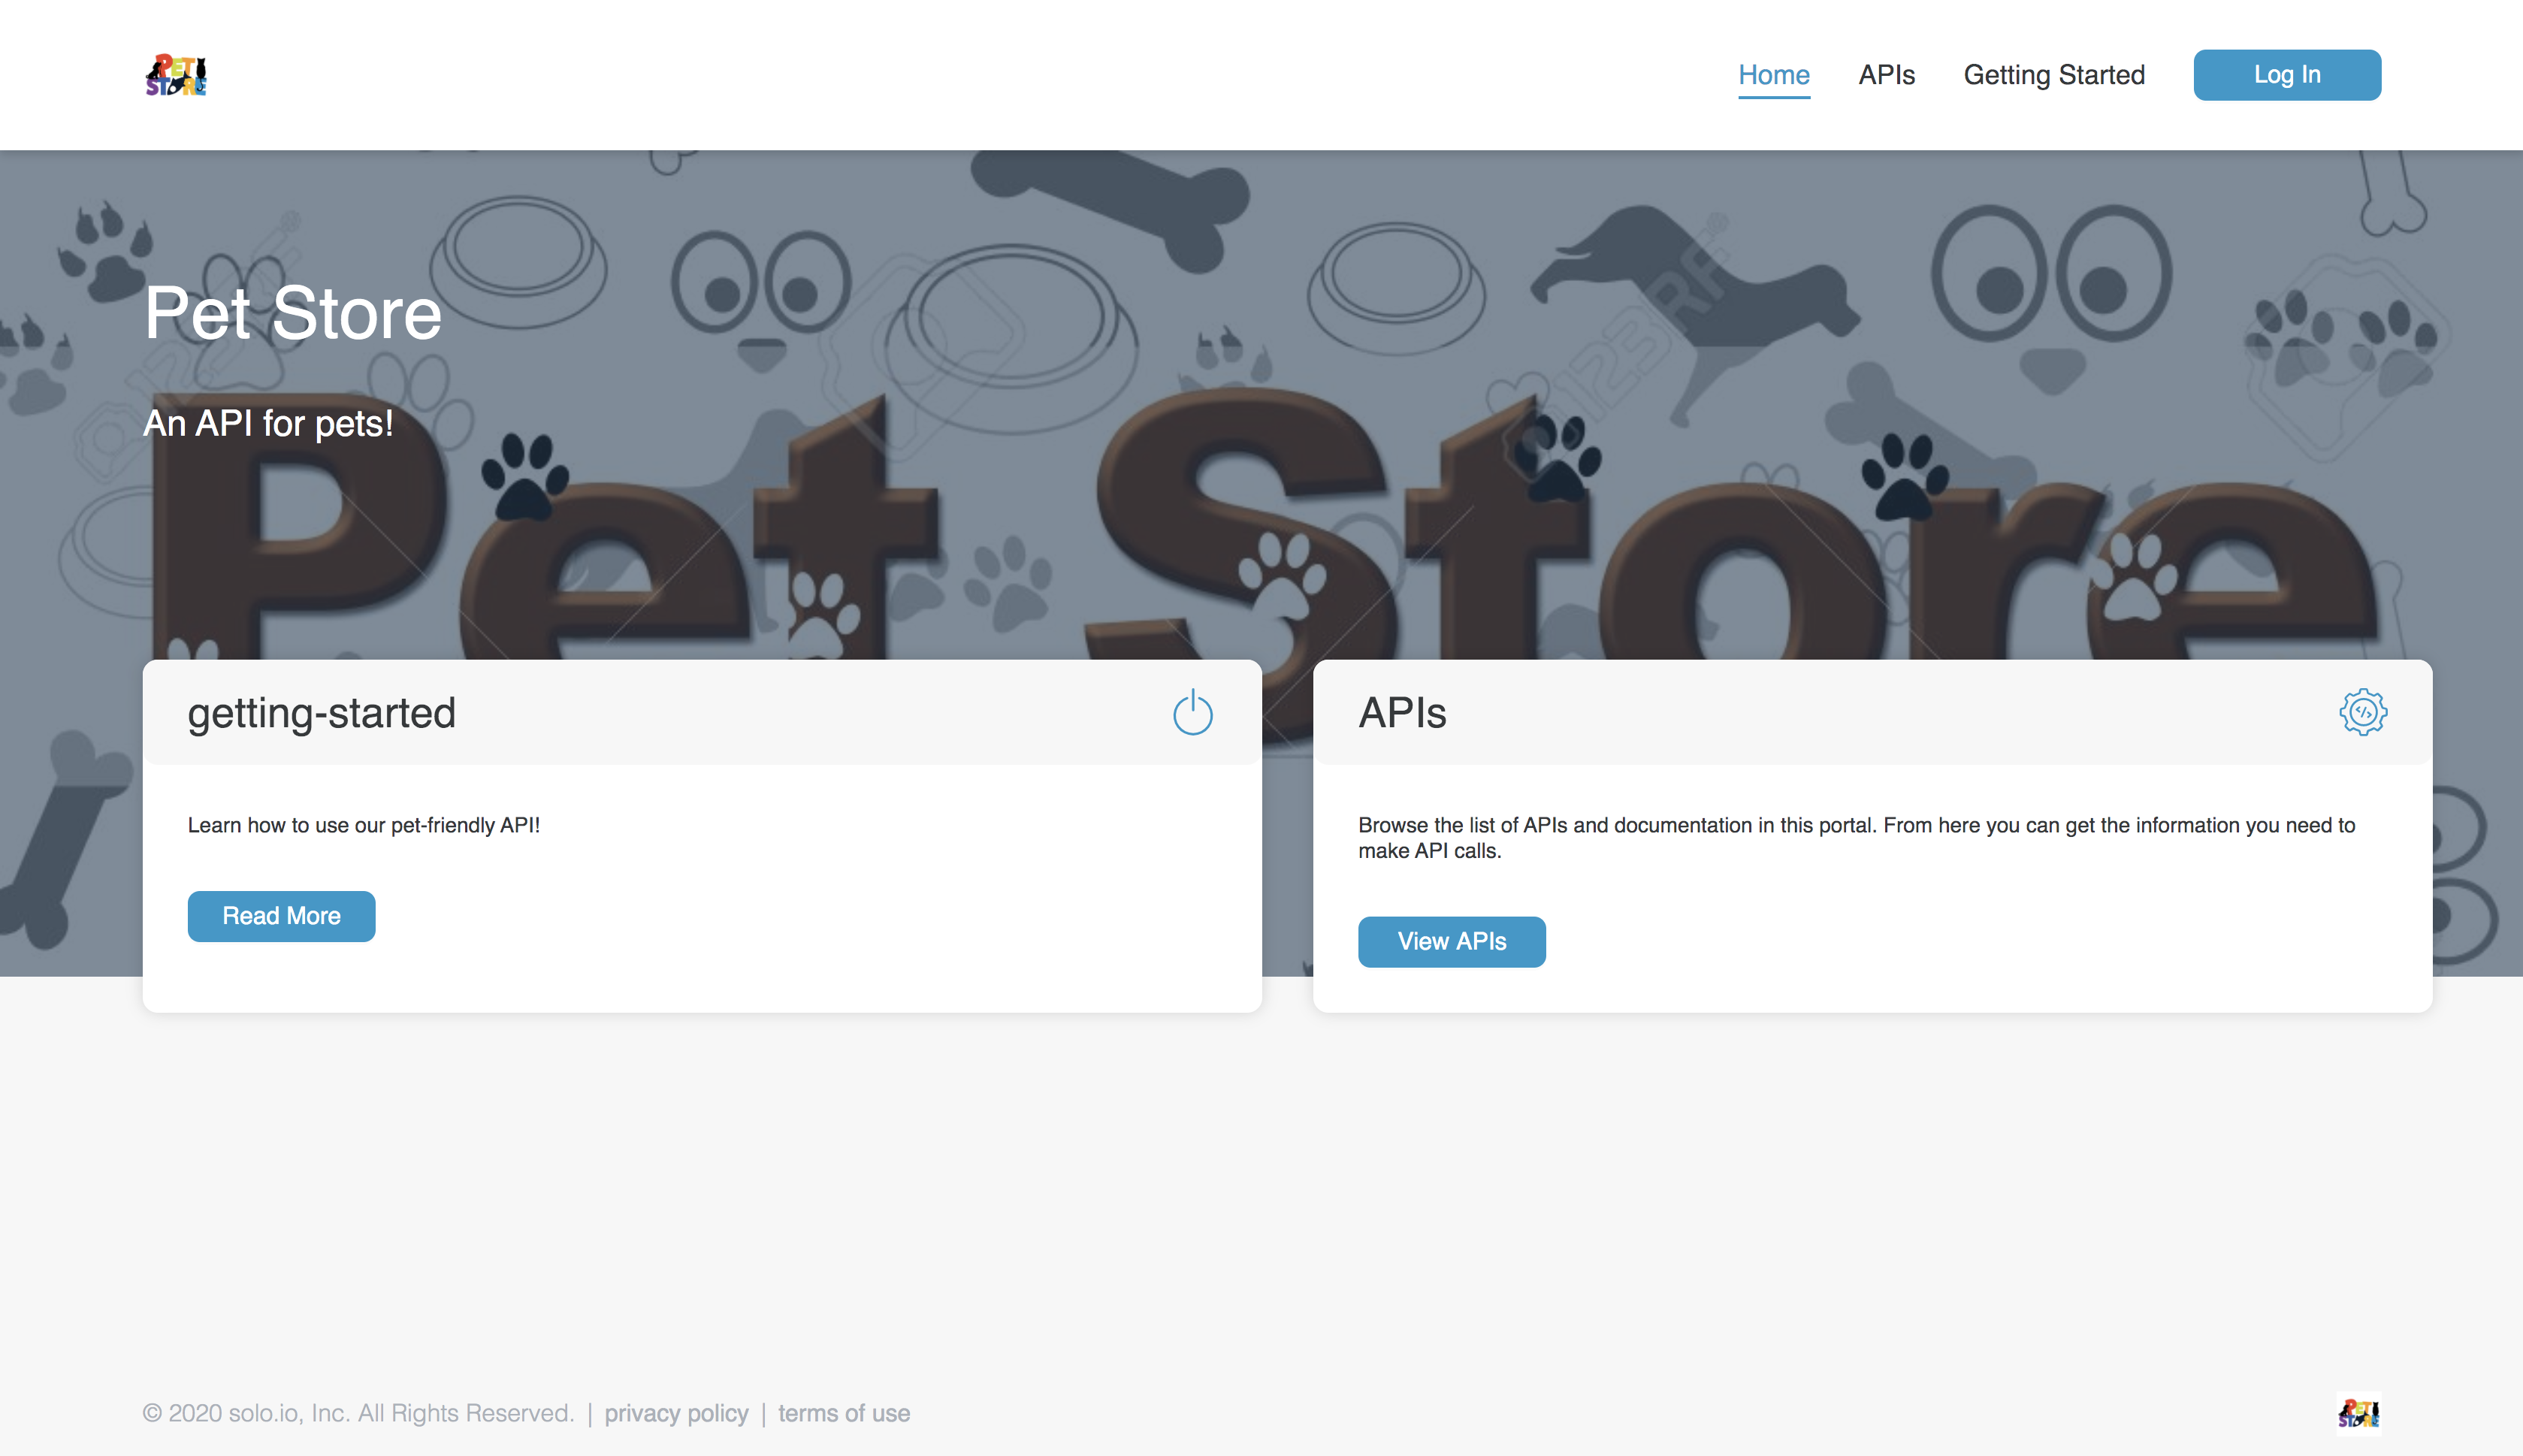 PET
STORE
Home
APIs
Getting Started
Log In
123RF
123RF
Pet Store
An API for pets!
Pet Store
getting-started
APIs
Learn how to use our pet-friendly API!
Browse the list of APIs and documentation in this portal. From here you can get the information you need to
make API calls.
Read More
View APIs
© 2020 solo.io, Inc. All Rights Reserved. | privacy policy | terms of use
PET
STORE